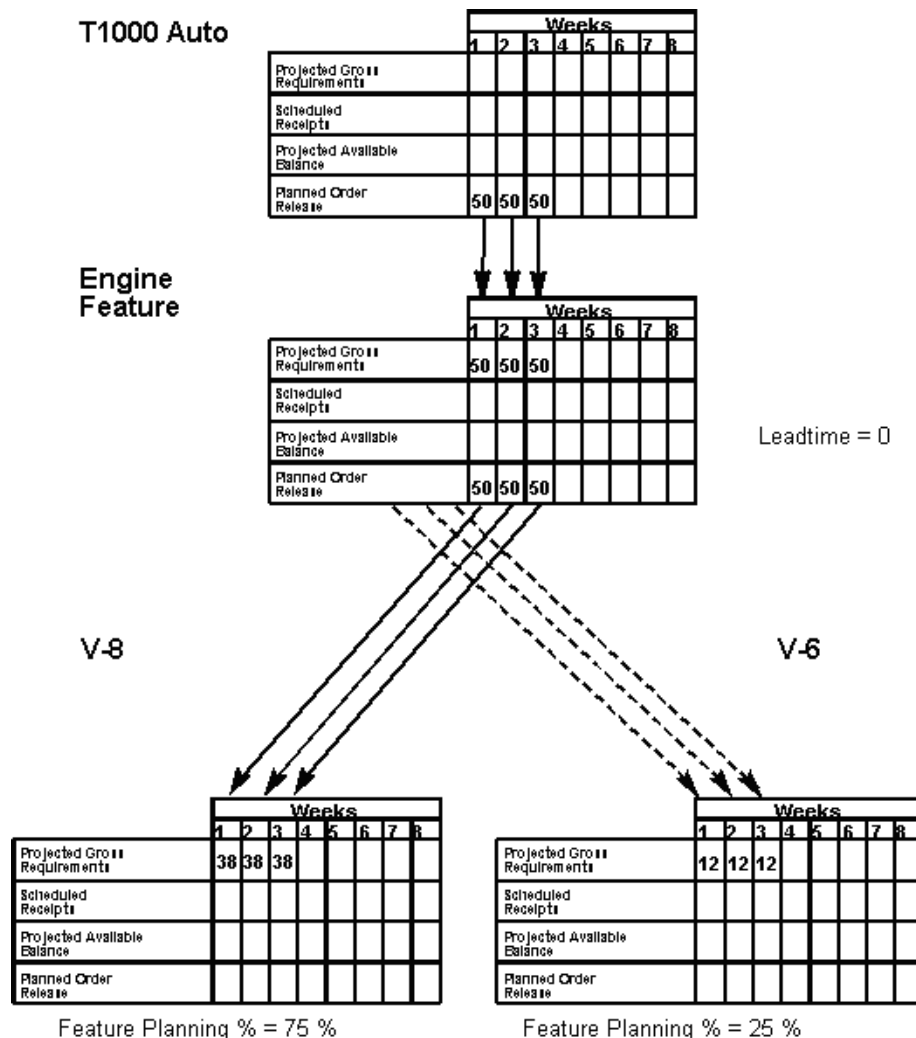 T1000 Auto
Weeks
1 2 3 4 5 6 7 8
Projected Gross
Requirements
Scheduled
Receipts
Projected Available
Balance
Planned Order
Release
50 50 50
Engine
Feature
Weeks
1 2 3 4 5 6 7 8
Projected Gross
Requirements
50 50 50
Scheduled
Receipts
Projected Available
Balance
Leadtime = 0
Planned Order
Release
50 50 50
V-8
V-6
Weeks
1 2 3 4 5 6 7 8
Projected Gross
Requirements
38 38 38
Scheduled
Receipts
Projected Available
Balance
Planned Order
Release
Feature Planning % = 75 %
Weeks
1 2 3 4 5 6 7 8
Projected Gross
Requirements
12 12 12
Scheduled
Receipts
Projected Available
Balance
Planned Order
Release
Feature Planning % = 25 %